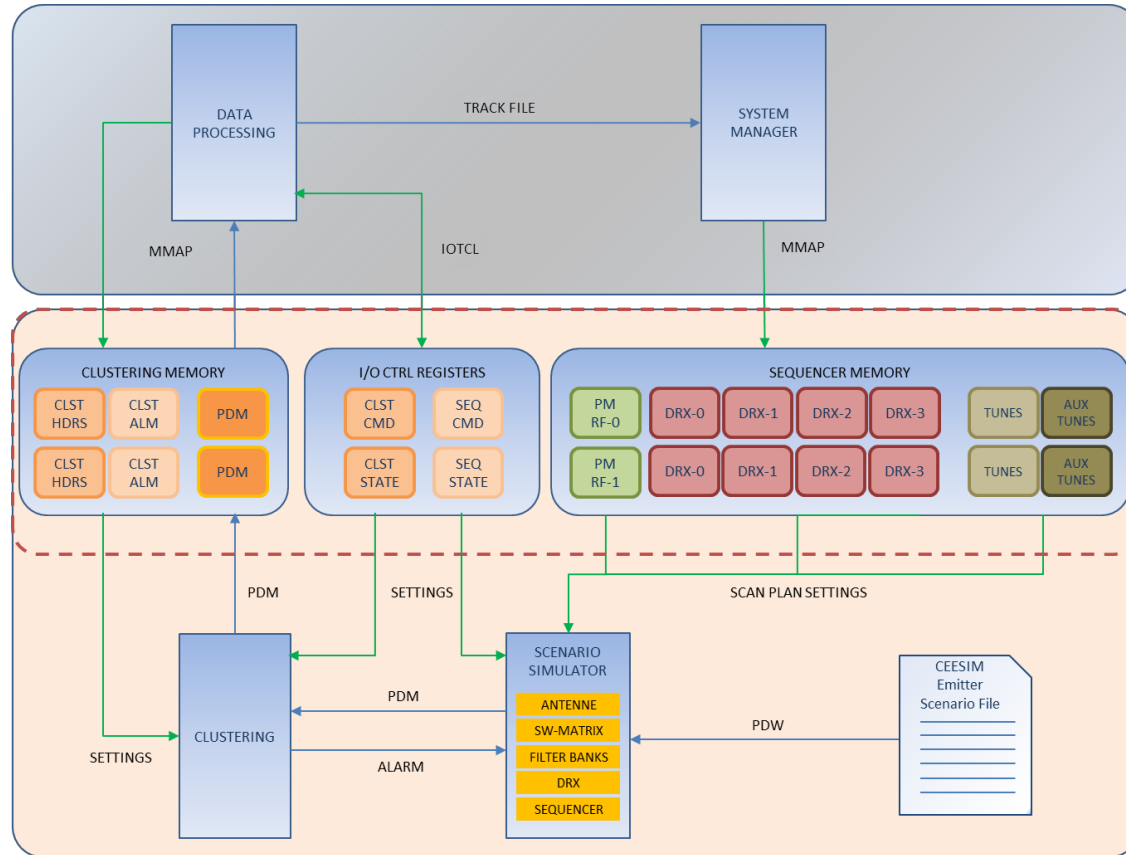 DATA
PROCESSING
TRACK FILE
SYSTEM
MANAGER
MMAP
IOTCL
MMAP
CLUSTERING MEMORY
CLST
HDRS
CLST
ALM
PDM
CLST
HDRS
CLST
ALM
PDM
I/O CTRL REGISTERS
CLST
CMD
SEQ
CMD
CLST
STATE
SEQ
STATE
SEQUENCER MEMORY
PM
RF-0
DRX-0
DRX-1
DRX-2
DRX-3
TUNES
AUX
TUNES
PM
RF-1
DRX-0
DRX-1
DRX-2
DRX-3
TUNES
AUX
TUNES
PDM
SETTINGS
SCAN PLAN SETTINGS
SCENARIO
SIMULATOR
CEESIM
Emitter
Scenario File
PDM
ANTENNE
SW-MATRIX
PDW
CLUSTERING
FILTER BANKS
SETTINGS
ALARM
DRX
SEQUENCER